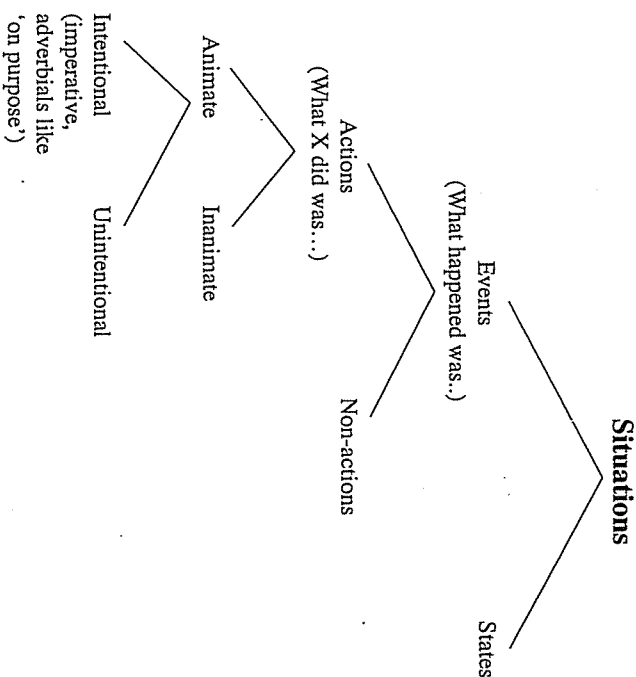 Situations
Events
(What happened was..)
States
Actions
(What X did was...)
Non-actions
Animate
Inanimate
Intentional
(imperative,
adverbials like
‘on purpose’)
Unintentional